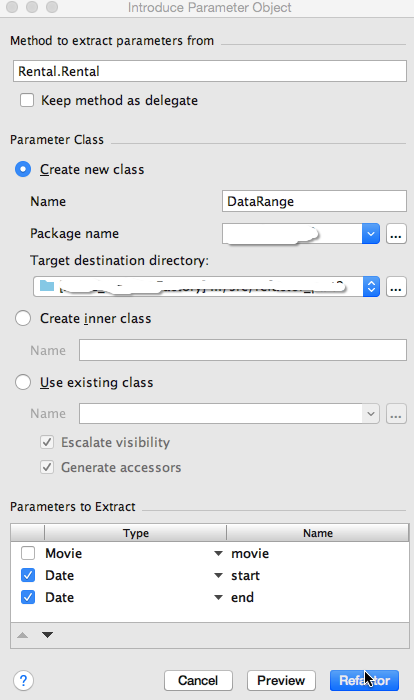 Introduce Parameter Object
Method to extract parameters from
Rental.Rental
Keep method as delegate
Parameter Class
Create new class
Name DataRange
Package name ...
Target destination directory:
...
Create inner class
Name
Use existing class
Name ...
Escalate visibility
Generate accessors
Parameters to Extract
Type Name
Movie movie
Date start
Date end
? Cancel Preview Refactor